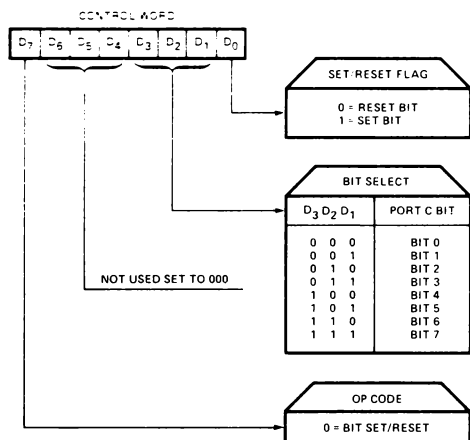 CONTROL WORD
D7 D6 D5 D4 D3 D2 D1 D0
SET/RESET FLAG
0 = RESET BIT
1 = SET BIT
BIT SELECT
D3 D2 D1 PORT C BIT
0 0 0 BIT 0
0 0 1 BIT 1
0 1 0 BIT 2
0 1 1 BIT 3
1 0 0 BIT 4
1 0 1 BIT 5
1 1 0 BIT 6
1 1 1 BIT 7
NOT USED SET TO 000
OP CODE
0 = BIT SET/RESET